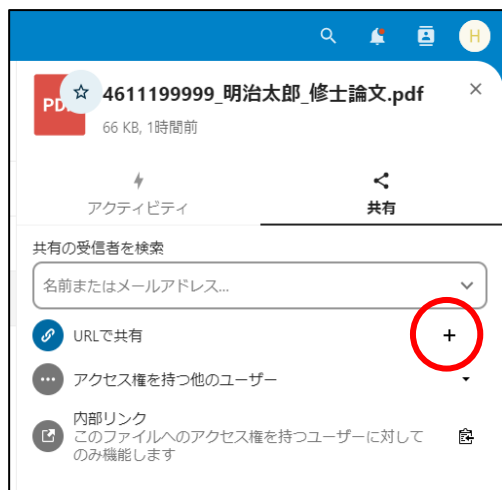 H
PDF
4611199999_明治太郎_修士論文.pdf
66 KB, 1時間前
アクティビティ
共有
共有の受信者を検索
名前またはメールアドレス...
URLで共有
アクセス権を持つ他のユーザー
内部リンク
このファイルへのアクセス権を持つユーザーに対して
のみ機能します